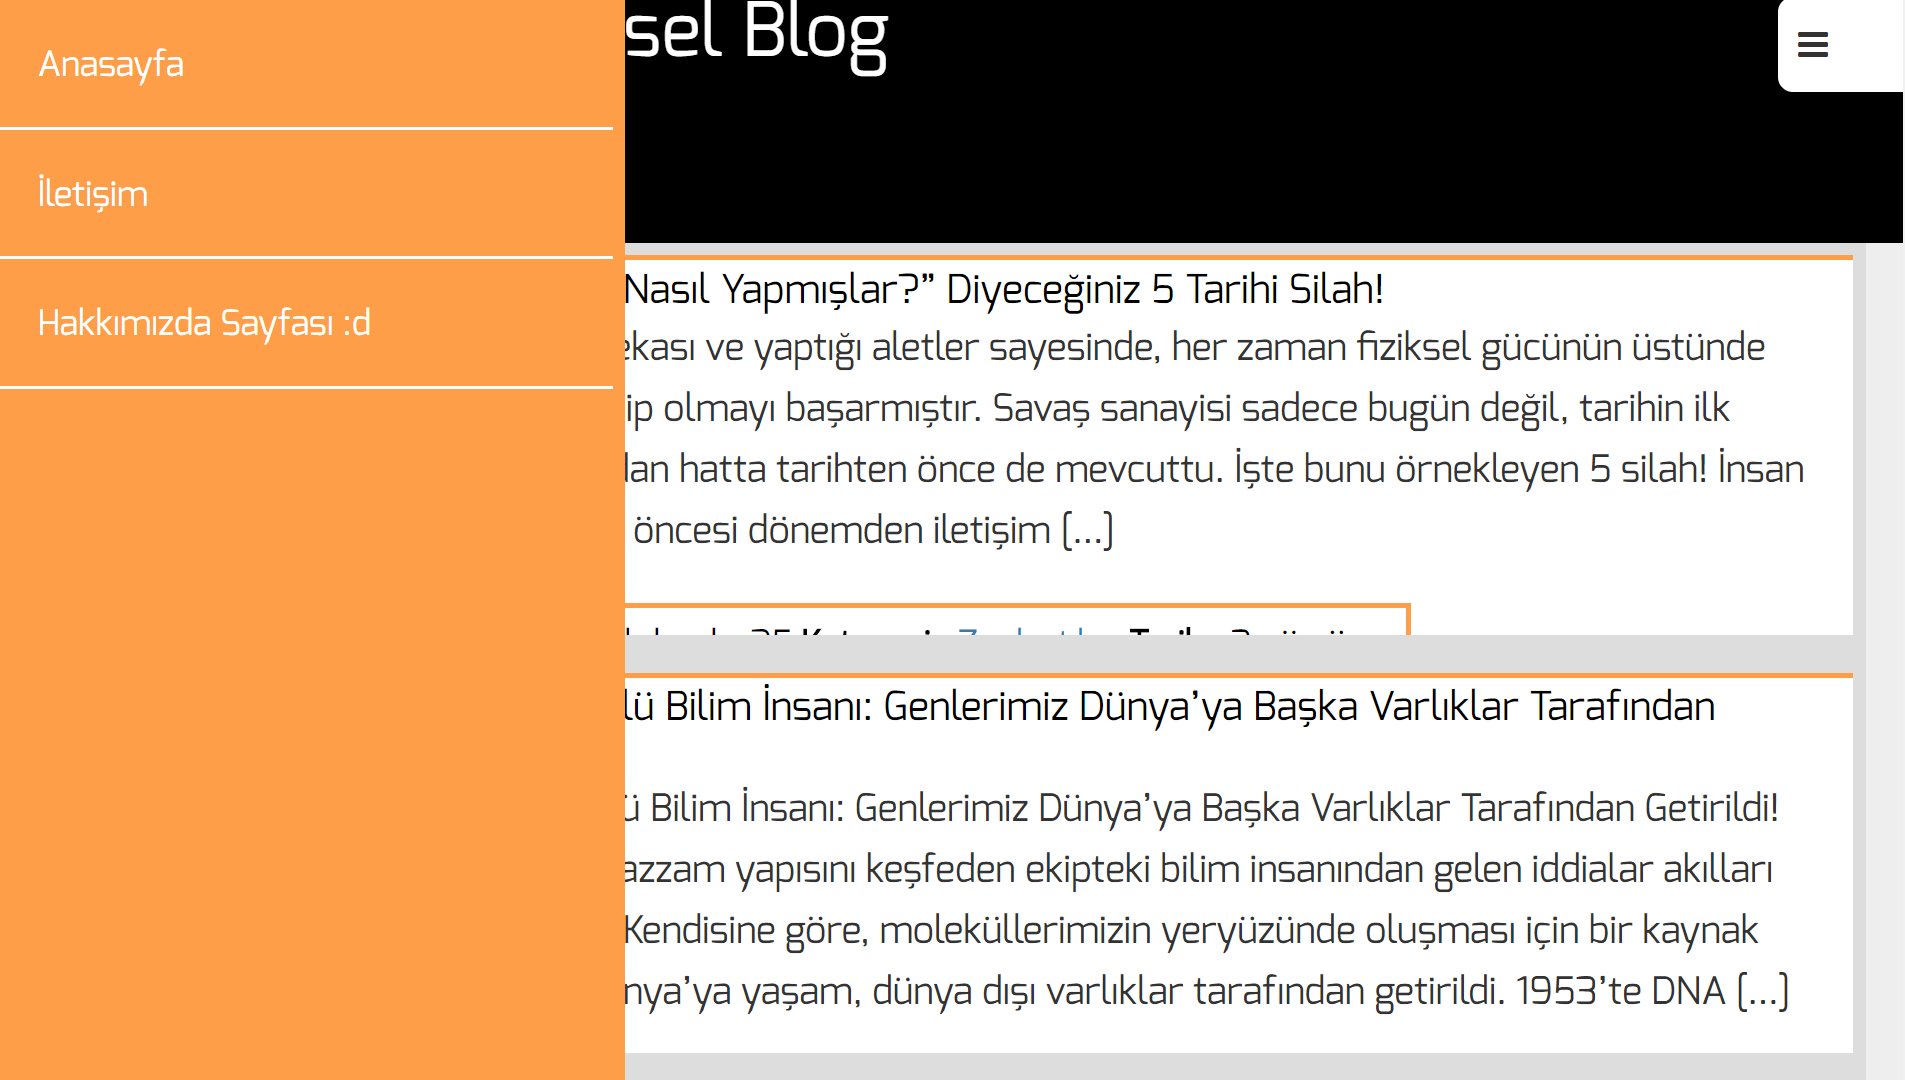 Anasayfa
İletişim
Hakkımızda Sayfası :d
sel Blog
Nasıl Yapmışlar?” Diyeceğiniz 5 Tarihi Silah!
ekası ve yaptığı aletler sayesinde, her zaman fiziksel gücünün üstünde
ip olmayı başarmıştır. Savaş sanayisi sadece bugün değil, tarihin ilk
dan hatta tarihten önce de mevcuttu. İşte bunu örnekleyen 5 silah! İnsan
öncesi dönemden iletişim [...]
lü Bilim İnsanı: Genlerimiz Dünya’ya Başka Varlıklar Tarafından
ü Bilim İnsanı: Genlerimiz Dünya’ya Başka Varlıklar Tarafından Getirildi!
azzam yapısını keşfeden ekipteki bilim insanından gelen iddialar akılları
Kendisine göre, moleküllerimizin yeryüzünde oluşması için bir kaynak
nya’ya yaşam, dünya dışı varlıklar tarafından getirildi. 1953’te DNA [...]